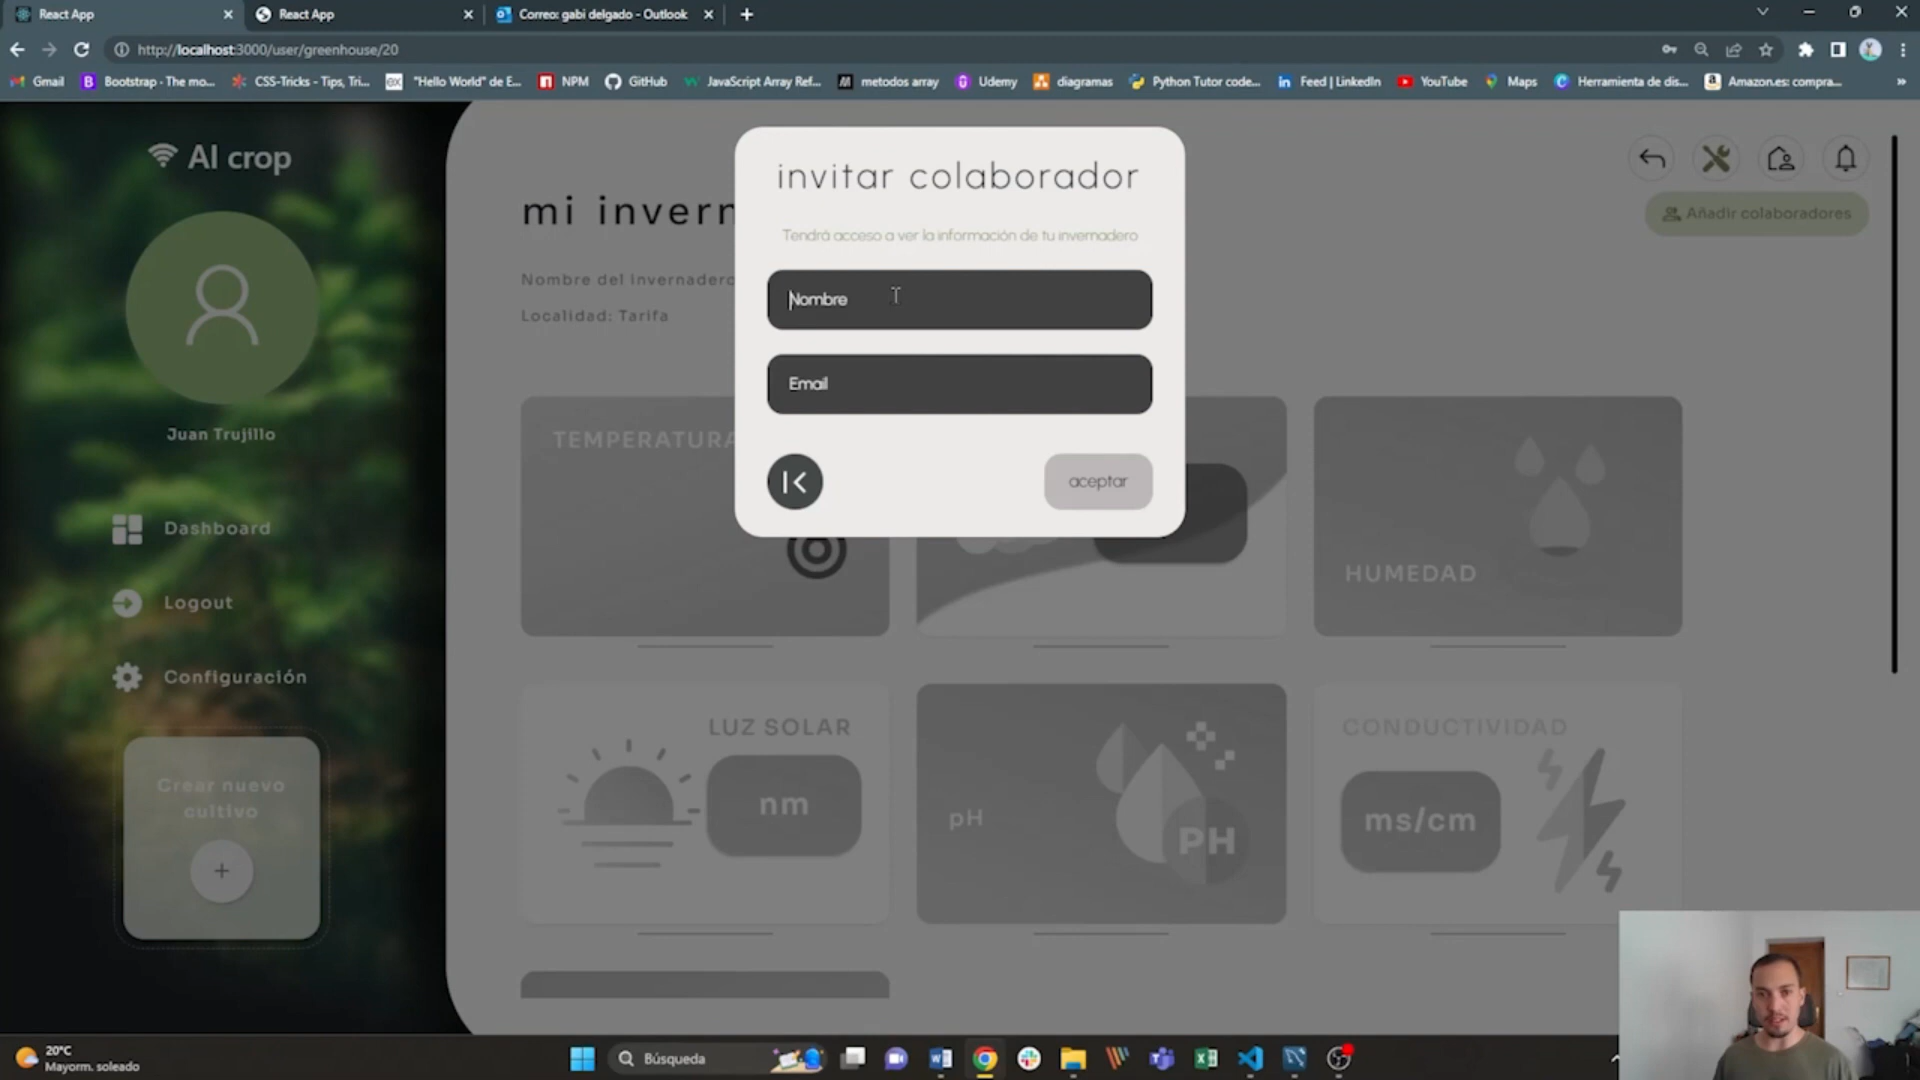 React App
React App
Correo: gabi delgado - Outlook
http://localhost:3000/user/greenhouse/20
Gmail
Bootstrap - The mo...
CSS-Tricks - Tips, Tri...
"Hello World" de E...
NPM
GitHub
JavaScript Array Ref...
metodos array
Udemy
diagramas
Python Tutor code...
Feed | LinkedIn
YouTube
Maps
Herramienta de dis...
Amazon.es: compra...
AI crop
Juan Trujillo
Dashboard
Logout
Configuración
Crear nuevo
cultivo
+
mi invern
Nombre del invernadero
Localidad: Tarifa
Añadir colaboradores
invitar colaborador
Tendrá acceso a ver la información de tu invernadero
Nombre
Email
aceptar
TEMPERATURA
HUMEDAD
LUZ SOLAR
nm
pH
PH
CONDUCTIVIDAD
ms/cm
20°C
Mayorm. soleado
Búsqueda